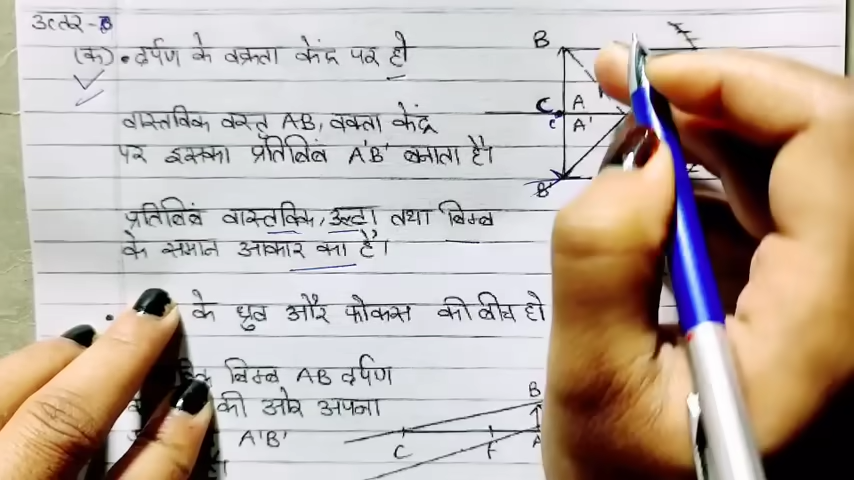 उत्तर-B
(क) • दर्पण के वक्रता केंद्र पर हो
वास्तविक वस्तु AB, वक्ता केंद्र
पर इसका प्रतिबिंब A'B' बनाता है।
प्रतिबिंब वास्तविक, उल्टा तथा बिम्ब
के समान आकार का है।
के ध्रुव और फोकस की बीच हो
बिम्ब AB दर्पण
की ओर अपना
A'B'
B
C A
C A'
B'
B
C F A